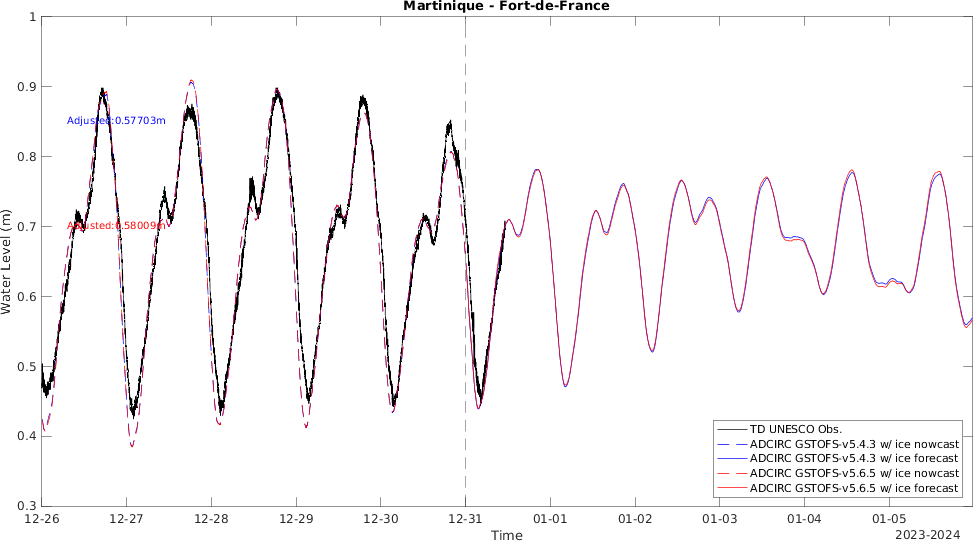 Martinique - Fort-de-France
1
0.9
0.8
0.7
0.6
0.5
0.4
0.3
Water Level (m)
Adjusted:0.57703m
Adjusted:0.58009m
12-26
12-27
12-28
12-29
12-30
12-31
01-01
01-02
01-03
01-04
01-05
Time
2023-2024
TD UNESCO Obs.
ADCIRC GSTOFS-v5.4.3 w/ ice nowcast
ADCIRC GSTOFS-v5.4.3 w/ ice forecast
ADCIRC GSTOFS-v5.6.5 w/ ice nowcast
ADCIRC GSTOFS-v5.6.5 w/ ice forecast